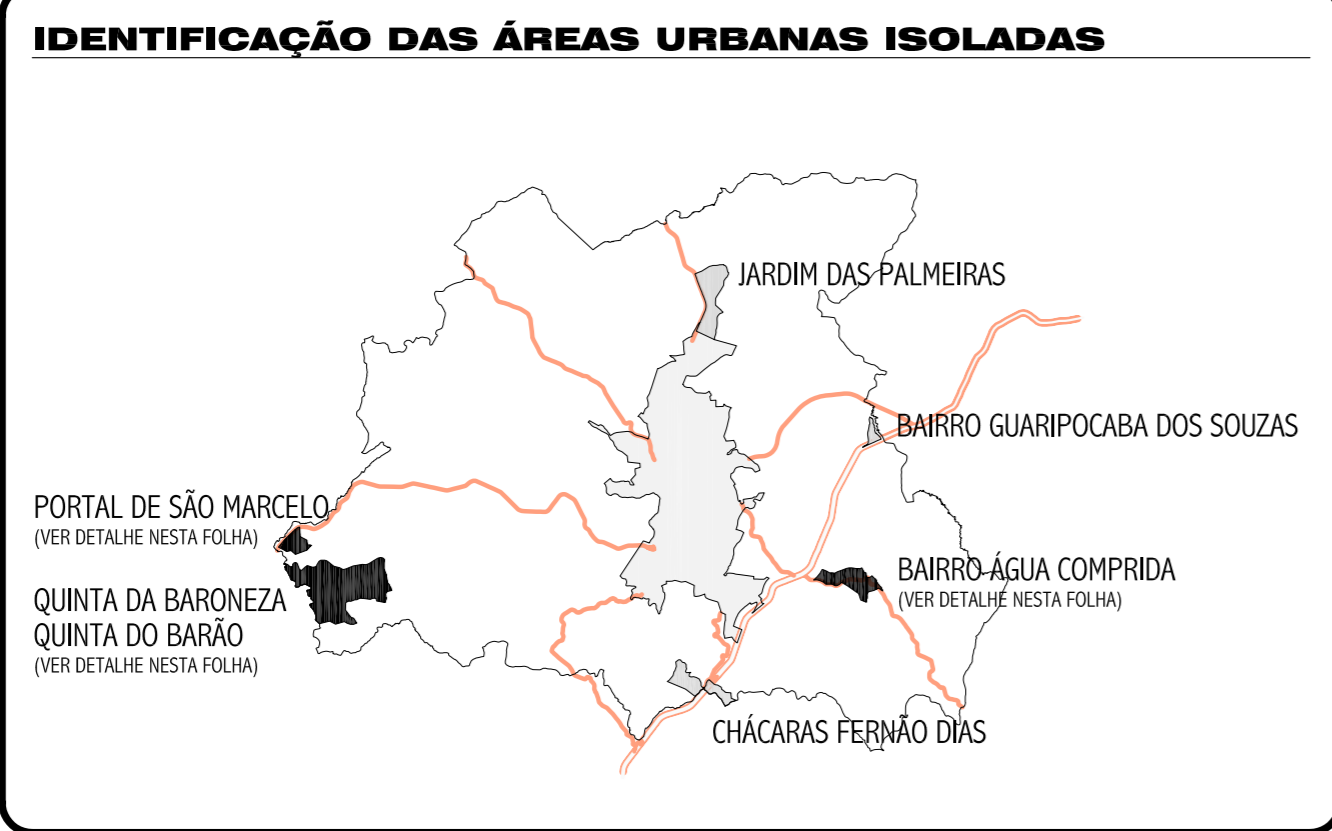 IDENTIFICAÇÃO DAS ÁREAS URBANAS ISOLADAS
JARDIM DAS PALMEIRAS
BAIRRO GUARIPOCABA DOS SOUZAS
PORTAL DE SÃO MARCELO
(VER DETALHE NESTA FOLHA)
BAIRRO ÁGUA COMPRIDA
(VER DETALHE NESTA FOLHA)
QUINTA DA BARONEZA
QUINTA DO BARÃO
(VER DETALHE NESTA FOLHA)
CHÁCARAS FERNÃO DIAS